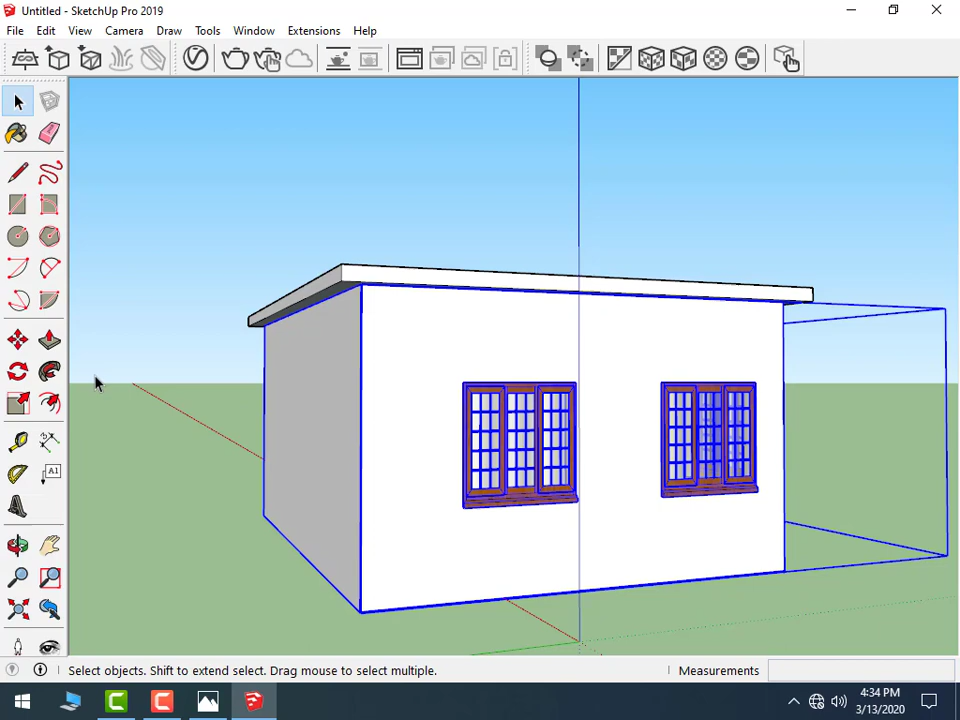 Untitled - SketchUp Pro 2019
File Edit View Camera Draw Tools Window Extensions Help
A1
Select objects. Shift to extend select. Drag mouse to select multiple.
Measurements
4:34 PM
3/13/2020